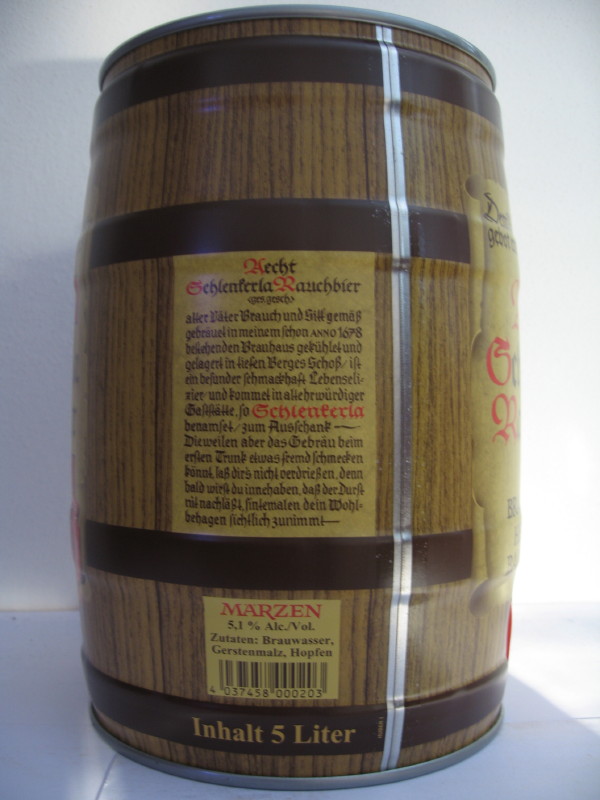 Aecht
Schlenkerla Rauchbier
<ges.gesch>
alter Väter Brauch und Sitt gemäß
gebräuet in meinem schon ANNO 1678
bestehenden Brauhaus gekühlet und
gelagert in tiefen Berges Schoß/ ist
ein besunder schmackhaft Lebenseli-
xier/ und kommet in altehrwürdiger
Gaststätte, so Schlenkerla
benamset/ zum Ausschank
Dieweilen aber das Gebräu beim
ersten Trunk etwas fremd schmecken
könnt, laß dirs nicht verdrießen, denn
bald wirst du innehaben, daß der Durst
nit nachläßt, sintemalen dein Wohl-
behagen sichtlich zunimmt
MÄRZEN
5,1 % Alc./Vol.
Zutaten: Brauwasser,
Gerstenmalz, Hopfen
4 037458 000203
Inhalt 5 Liter